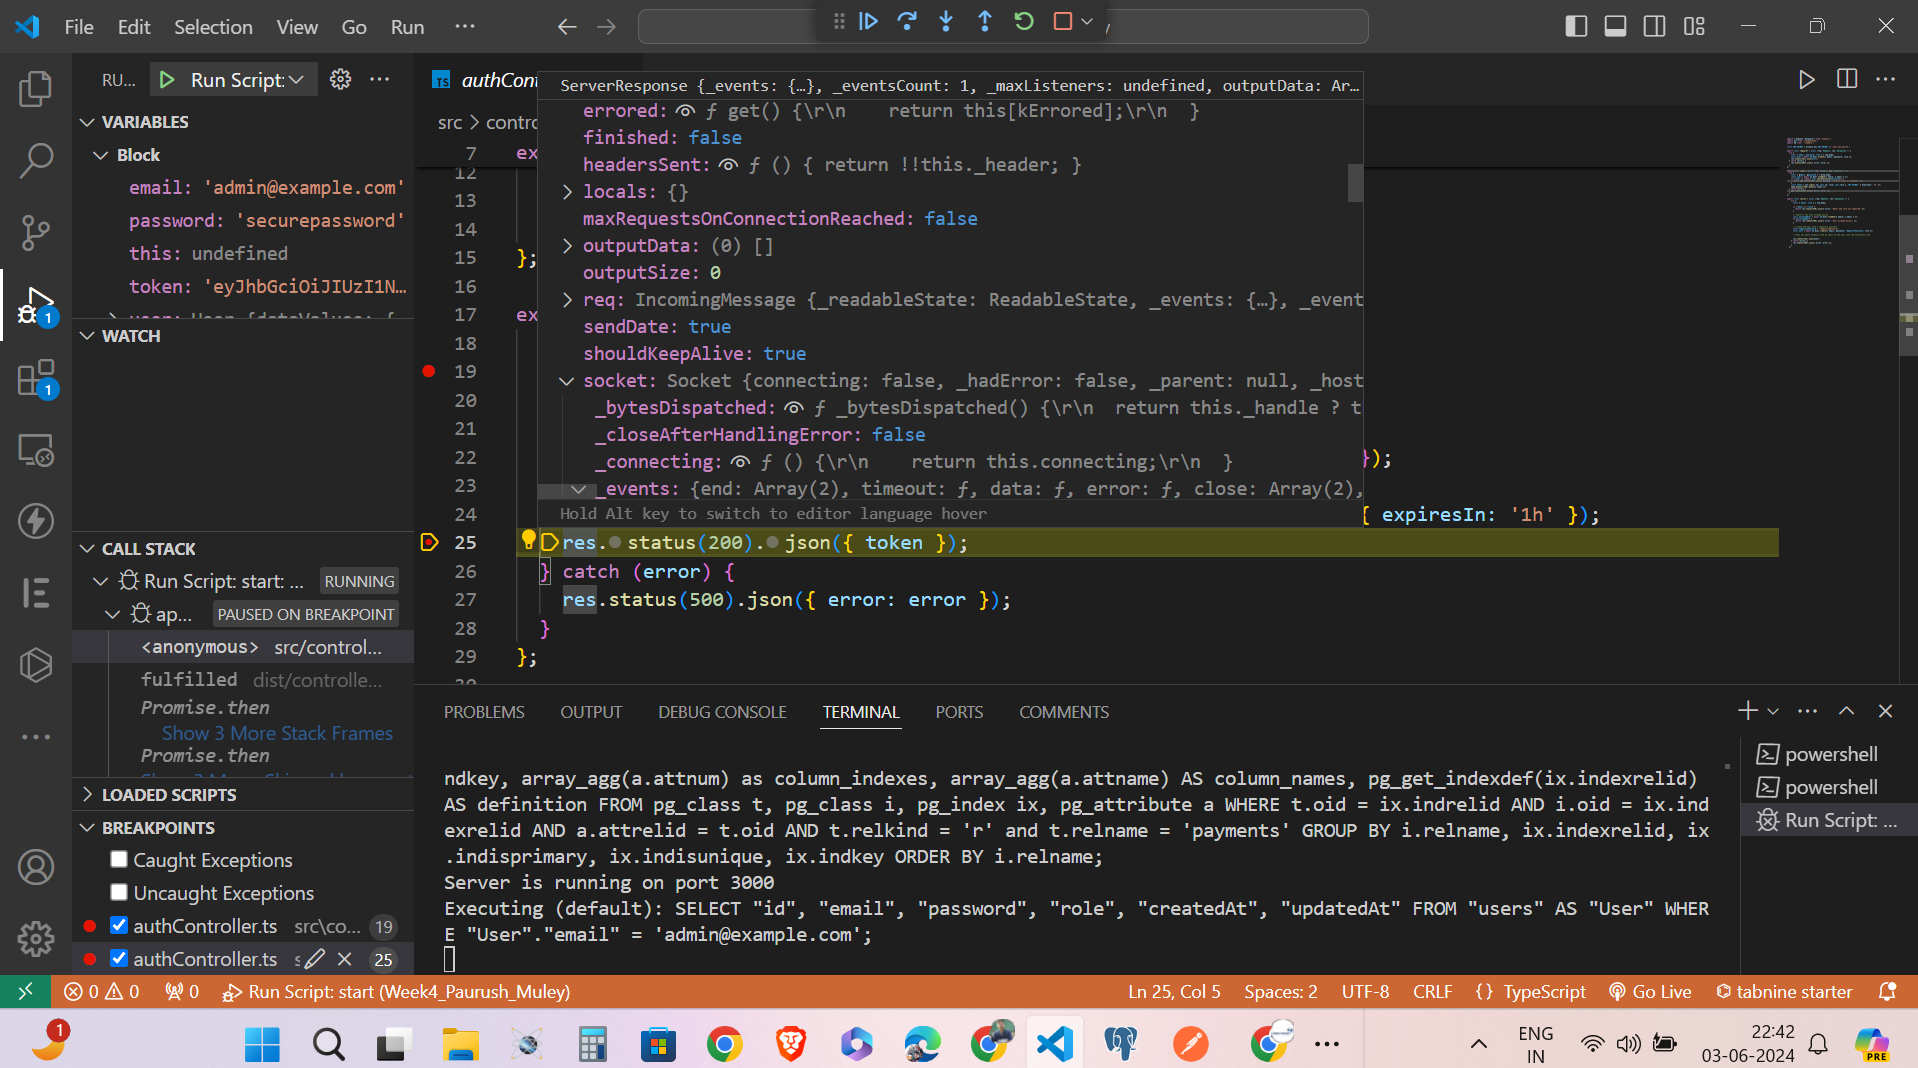 File Edit Selection View Go Run ···
RU... Run Script: ···
authCont
VARIABLES
Block
email: 'admin@example.com'
password: 'securepassword'
this: undefined
token: 'eyJhbGciOiJIUzI1N...
WATCH
CALL STACK
Run Script: start: ... RUNNING
ap... PAUSED ON BREAKPOINT
<anonymous> src/control...
fulfilled dist/controlle...
Promise.then
Show 3 More Stack Frames
Promise.then
LOADED SCRIPTS
BREAKPOINTS
Caught Exceptions
Uncaught Exceptions
authController.ts src\co... 19
authController.ts s 25
src > contro
ServerResponse {_events: {…}, _eventsCount: 1, _maxListeners: undefined, outputData: Ar…
errored: ƒ get() {\r\n    return this[kErrored];\r\n  }
finished: false
headersSent: ƒ () { return !!this._header; }
locals: {}
maxRequestsOnConnectionReached: false
outputData: (0) []
outputSize: 0
req: IncomingMessage {_readableState: ReadableState, _events: {…}, _event
sendDate: true
shouldKeepAlive: true
socket: Socket {connecting: false, _hadError: false, _parent: null, _host
_bytesDispatched: ƒ _bytesDispatched() {\r\n  return this._handle ? t
_closeAfterHandlingError: false
_connecting: ƒ () {\r\n    return this.connecting;\r\n  }
_events: {end: Array(2), timeout: ƒ, data: ƒ, error: ƒ, close: Array(2),
Hold Alt key to switch to editor language hover
7 ex
12
13
14
15 };
16
17 ex
18
19
20
21
22 });
23
24 { expiresIn: '1h' });
25 res.status(200).json({ token });
26 } catch (error) {
27 res.status(500).json({ error: error });
28 }
29 };
PROBLEMS OUTPUT DEBUG CONSOLE TERMINAL PORTS COMMENTS
ndkey, array_agg(a.attnum) as column_indexes, array_agg(a.attname) AS column_names, pg_get_indexdef(ix.indexrelid)
AS definition FROM pg_class t, pg_class i, pg_index ix, pg_attribute a WHERE t.oid = ix.indrelid AND i.oid = ix.ind
exrelid AND a.attrelid = t.oid AND t.relkind = 'r' and t.relname = 'payments' GROUP BY i.relname, ix.indexrelid, ix
.indisprimary, ix.indisunique, ix.indkey ORDER BY i.relname;
Server is running on port 3000
Executing (default): SELECT "id", "email", "password", "role", "createdAt", "updatedAt" FROM "users" AS "User" WHER
E "User"."email" = 'admin@example.com';
powershell
powershell
Run Script: ...
0 0 0 Run Script: start (Week4_Paurush_Muley) Ln 25, Col 5 Spaces: 2 UTF-8 CRLF {} TypeScript Go Live tabnine starter
1
1
1
ENG
IN
22:42
03-06-2024
PRE